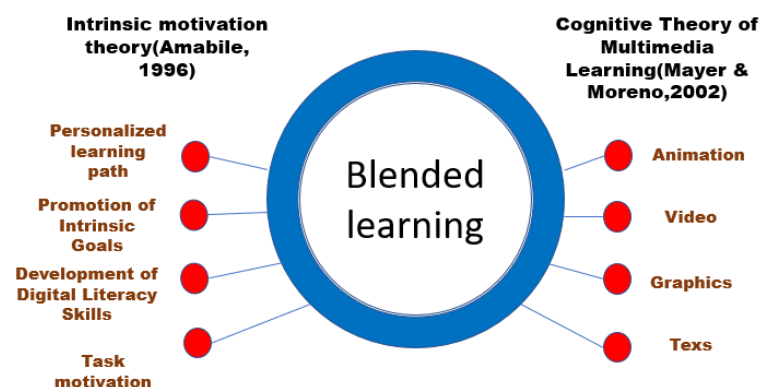 Intrinsic motivation
theory(Amabile,
1996)
Personalized
learning
path
Promotion of
Intrinsic
Goals
Development of
Digital Literacy
Skills
Task
motivation
Blended
learning
Cognitive Theory of
Multimedia
Learning(Mayer &
Moreno,2002)
Animation
Video
Graphics
Texs